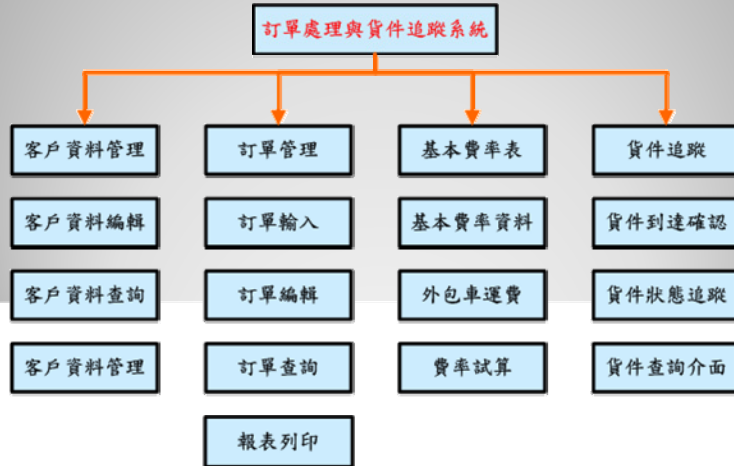 訂單處理與貨件追蹤系統
客戶資料管理
訂單管理
基本費率表
貨件追蹤
客戶資料編輯
訂單輸入
基本費率資料
貨件到達確認
客戶資料查詢
訂單編輯
外包車運費
貨件狀態追蹤
客戶資料管理
訂單查詢
費率試算
貨件查詢介面
報表列印